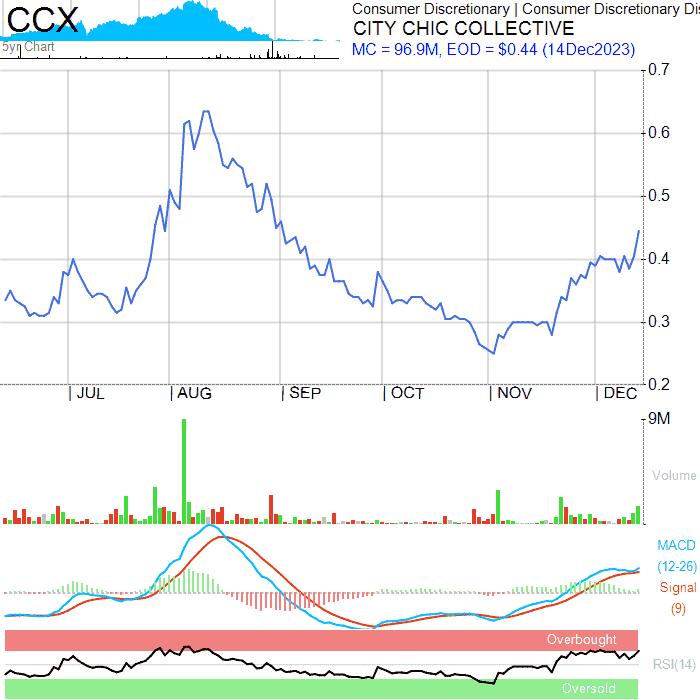 CCX
5yr Chart
Consumer Discretionary | Consumer Discretionary Dis
CITY CHIC COLLECTIVE
MC = 96.9M, EOD = $0.44 (14Dec2023)
0.7
0.6
0.5
0.4
0.3
0.2
JUL AUG SEP OCT NOV DEC
9M
Volume
MACD
(12-26)
Signal
(9)
Overbought
RSI(14)
Oversold